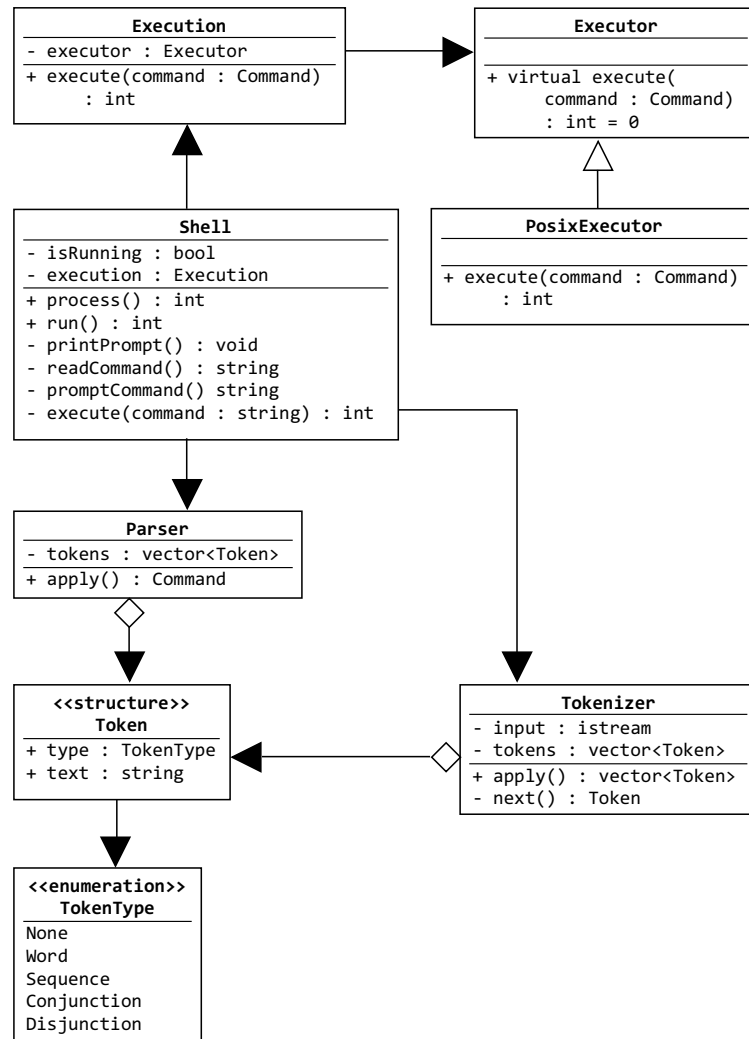 Execution
- executor : Executor
+ execute(command : Command)
: int
Executor
+ virtual execute(
command : Command)
: int = 0
Shell
- isRunning : bool
- execution : Execution
+ process() : int
+ run() : int
- printPrompt() : void
- readCommand() : string
- promptCommand() string
- execute(command : string) : int
PosixExecutor
+ execute(command : Command)
: int
Parser
- tokens : vector<Token>
+ apply() : Command
<<structure>>
Token
+ type : TokenType
+ text : string
Tokenizer
- input : istream
- tokens : vector<Token>
+ apply() : vector<Token>
- next() : Token
<<enumeration>>
TokenType
None
Word
Sequence
Conjunction
Disjunction